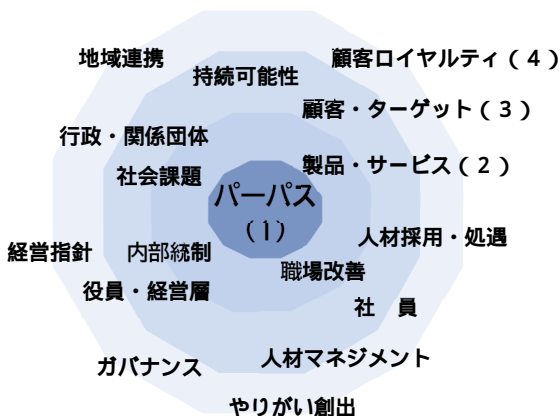 地域連携
顧客ロイヤルティ(4)
持続可能性
顧客・ターゲット(3)
行政・関係団体
製品・サービス(2)
社会課題
パーパス
(1)
人材採用・処遇
経営指針
内部統制
職場改善
役員・経営層
社 員
人材マネジメント
ガバナンス
やりがい創出